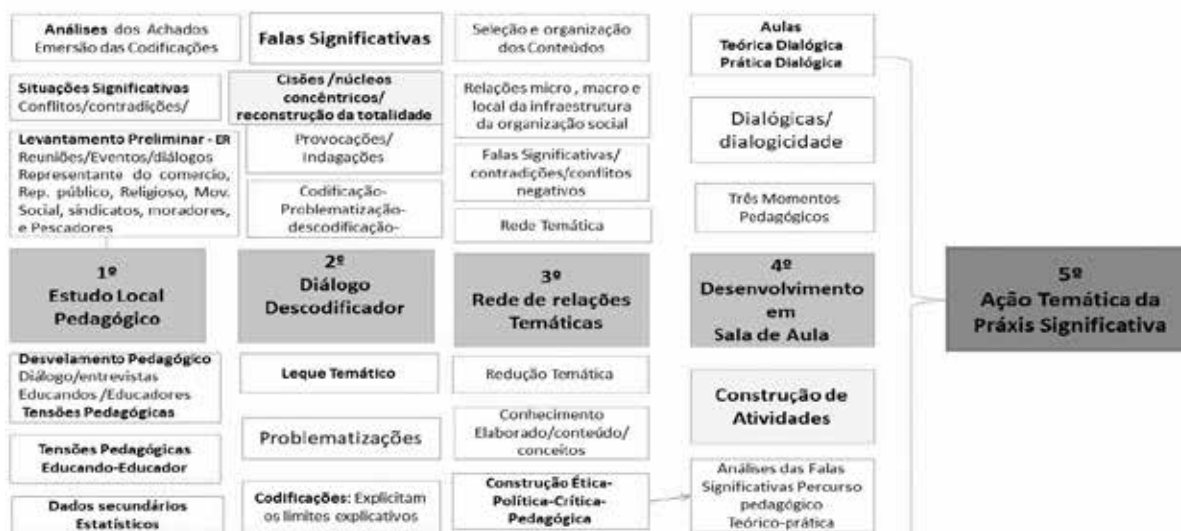 Análises dos Achados
Emersão das Codificações
Situações Significativas
Conflitos/contradições/
Levantamento Preliminar - ER
Reuniões/Eventos/diálogos
Representante do comercio,
Rep. público, Religioso, Mov.
Social, sindicatos, moradores,
e Pescadores
1º
Estudo Local
Pedagógico
Desvelamento Pedagógico
Diálogo/entrevistas
Educandos /Educadores
Tensões Pedagógicas
Tensões Pedagógicas
Educando-Educador
Dados secundários
Estatísticos
Falas Significativas
Cisões /núcleos
concêntricos/
reconstrução da totalidade
Provocações/
Indagações
Codificação-
Problematização-
descodificação-
2º
Diálogo
Descodificador
Leque Temático
Problematizações
Codificações: Explicitam
os limites explicativos
Seleção e organização
dos Conteúdos
Relações micro , macro e
local da infraestrutura
da organização social
Falas Significativas/
contradições/conflitos
negativos
Rede Temática
3º
Rede de relações
Temáticas
Redução Temática
Conhecimento
Elaborado/conteúdo/
conceitos
Construção Ética-
Política-Crítica-
Pedagógica
Aulas
Teórica Dialógica
Prática Dialógica
Dialógicas/
dialogicidade
Três Momentos
Pedagógicos
4º
Desenvolvimento
em
Sala de Aula
Construção de
Atividades
Análises das Falas
Significativas Percurso
pedagógico
Teórico-prática
5º
Ação Temática da
Práxis Significativa